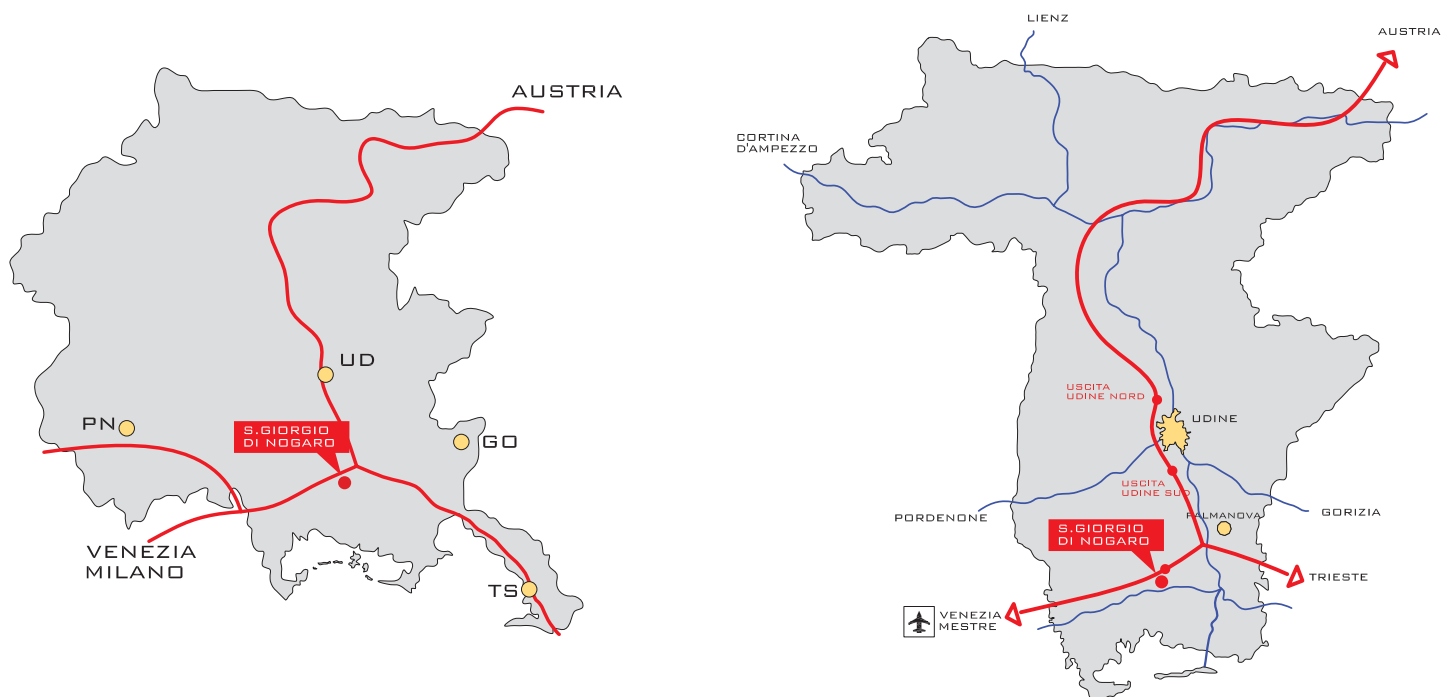 AUSTRIA
UD
PN
S.GIORGIO
DI NOGARO
GO
VENEZIA
MILANO
TS
LIENZ
AUSTRIA
CORTINA
D'AMPEZZO
USCITA
UDINE NORD
UDINE
USCITA
UDINE SUD
PORDENONE
PALMANOVA
GORIZIA
S.GIORGIO
DI NOGARO
TRIESTE
VENEZIA
MESTRE